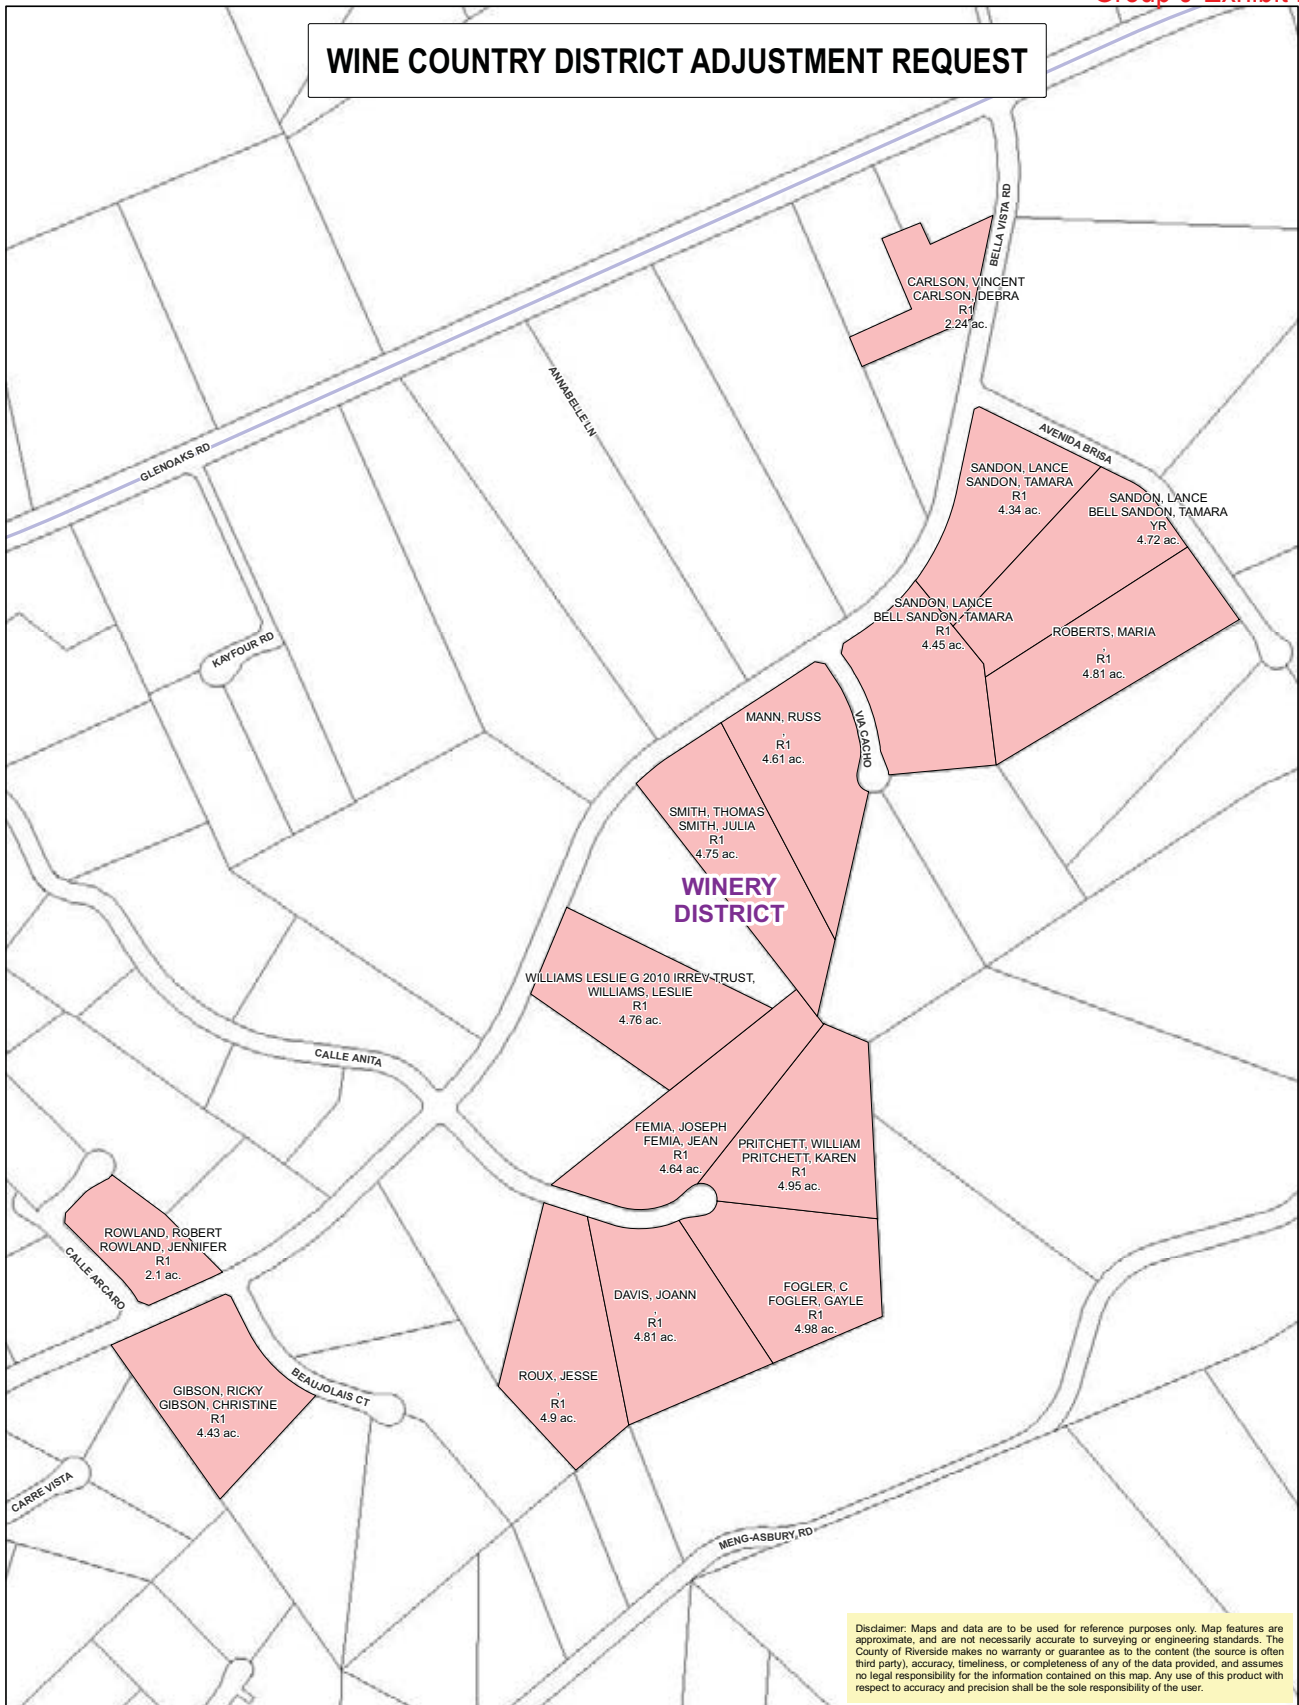 WINE COUNTRY DISTRICT ADJUSTMENT REQUEST
BELLA VISTA RD
CARLSON, VINCENT
CARLSON, DEBRA
R1
2.24 ac.
ANNABELLE LN
GLENOAKS RD
AVENIDA BRISA
SANDON, LANCE
SANDON, TAMARA
R1
4.34 ac.
SANDON, LANCE
BELL SANDON, TAMARA
YR
4.72 ac.
SANDON, LANCE
BELL SANDON, TAMARA
R1
4.45 ac.
ROBERTS, MARIA
,
R1
4.81 ac.
KAYFOUR RD
MANN, RUSS
,
R1
4.61 ac.
VIA CACHO
SMITH, THOMAS
SMITH, JULIA
R1
4.75 ac.
WINERY
DISTRICT
WILLIAMS LESLIE G 2010 IRREV TRUST,
WILLIAMS, LESLIE
R1
4.76 ac.
CALLE ANITA
FEMIA, JOSEPH
FEMIA, JEAN
R1
4.64 ac.
PRITCHETT, WILLIAM
PRITCHETT, KAREN
R1
4.95 ac.
ROWLAND, ROBERT
ROWLAND, JENNIFER
R1
2.1 ac.
CALLE ARCARO
DAVIS, JOANN
,
R1
4.81 ac.
FOGLER, C
FOGLER, GAYLE
R1
4.98 ac.
ROUX, JESSE
,
R1
4.9 ac.
BEAUJOLAIS CT
GIBSON, RICKY
GIBSON, CHRISTINE
R1
4.43 ac.
CARRE VISTA
MENG-ASBURY RD
Disclaimer: Maps and data are to be used for reference purposes only. Map features are
approximate, and are not necessarily accurate to surveying or engineering standards. The
County of Riverside makes no warranty or guarantee as to the content (the source is often
third party), accuracy, timeliness, or completeness of any of the data provided, and assumes
no legal responsibility for the information contained on this map. Any use of this product with
respect to accuracy and precision shall be the sole responsibility of the user.